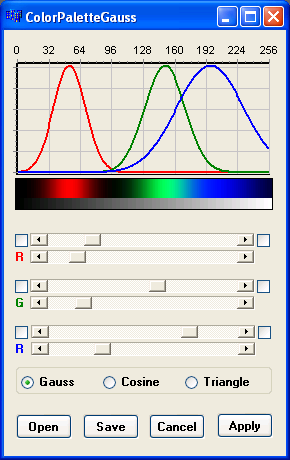 ColorPaletteGauss
0 32 64 96 128 160 192 224 256
R
G
R
Gauss Cosine Triangle
Open Save Cancel Apply